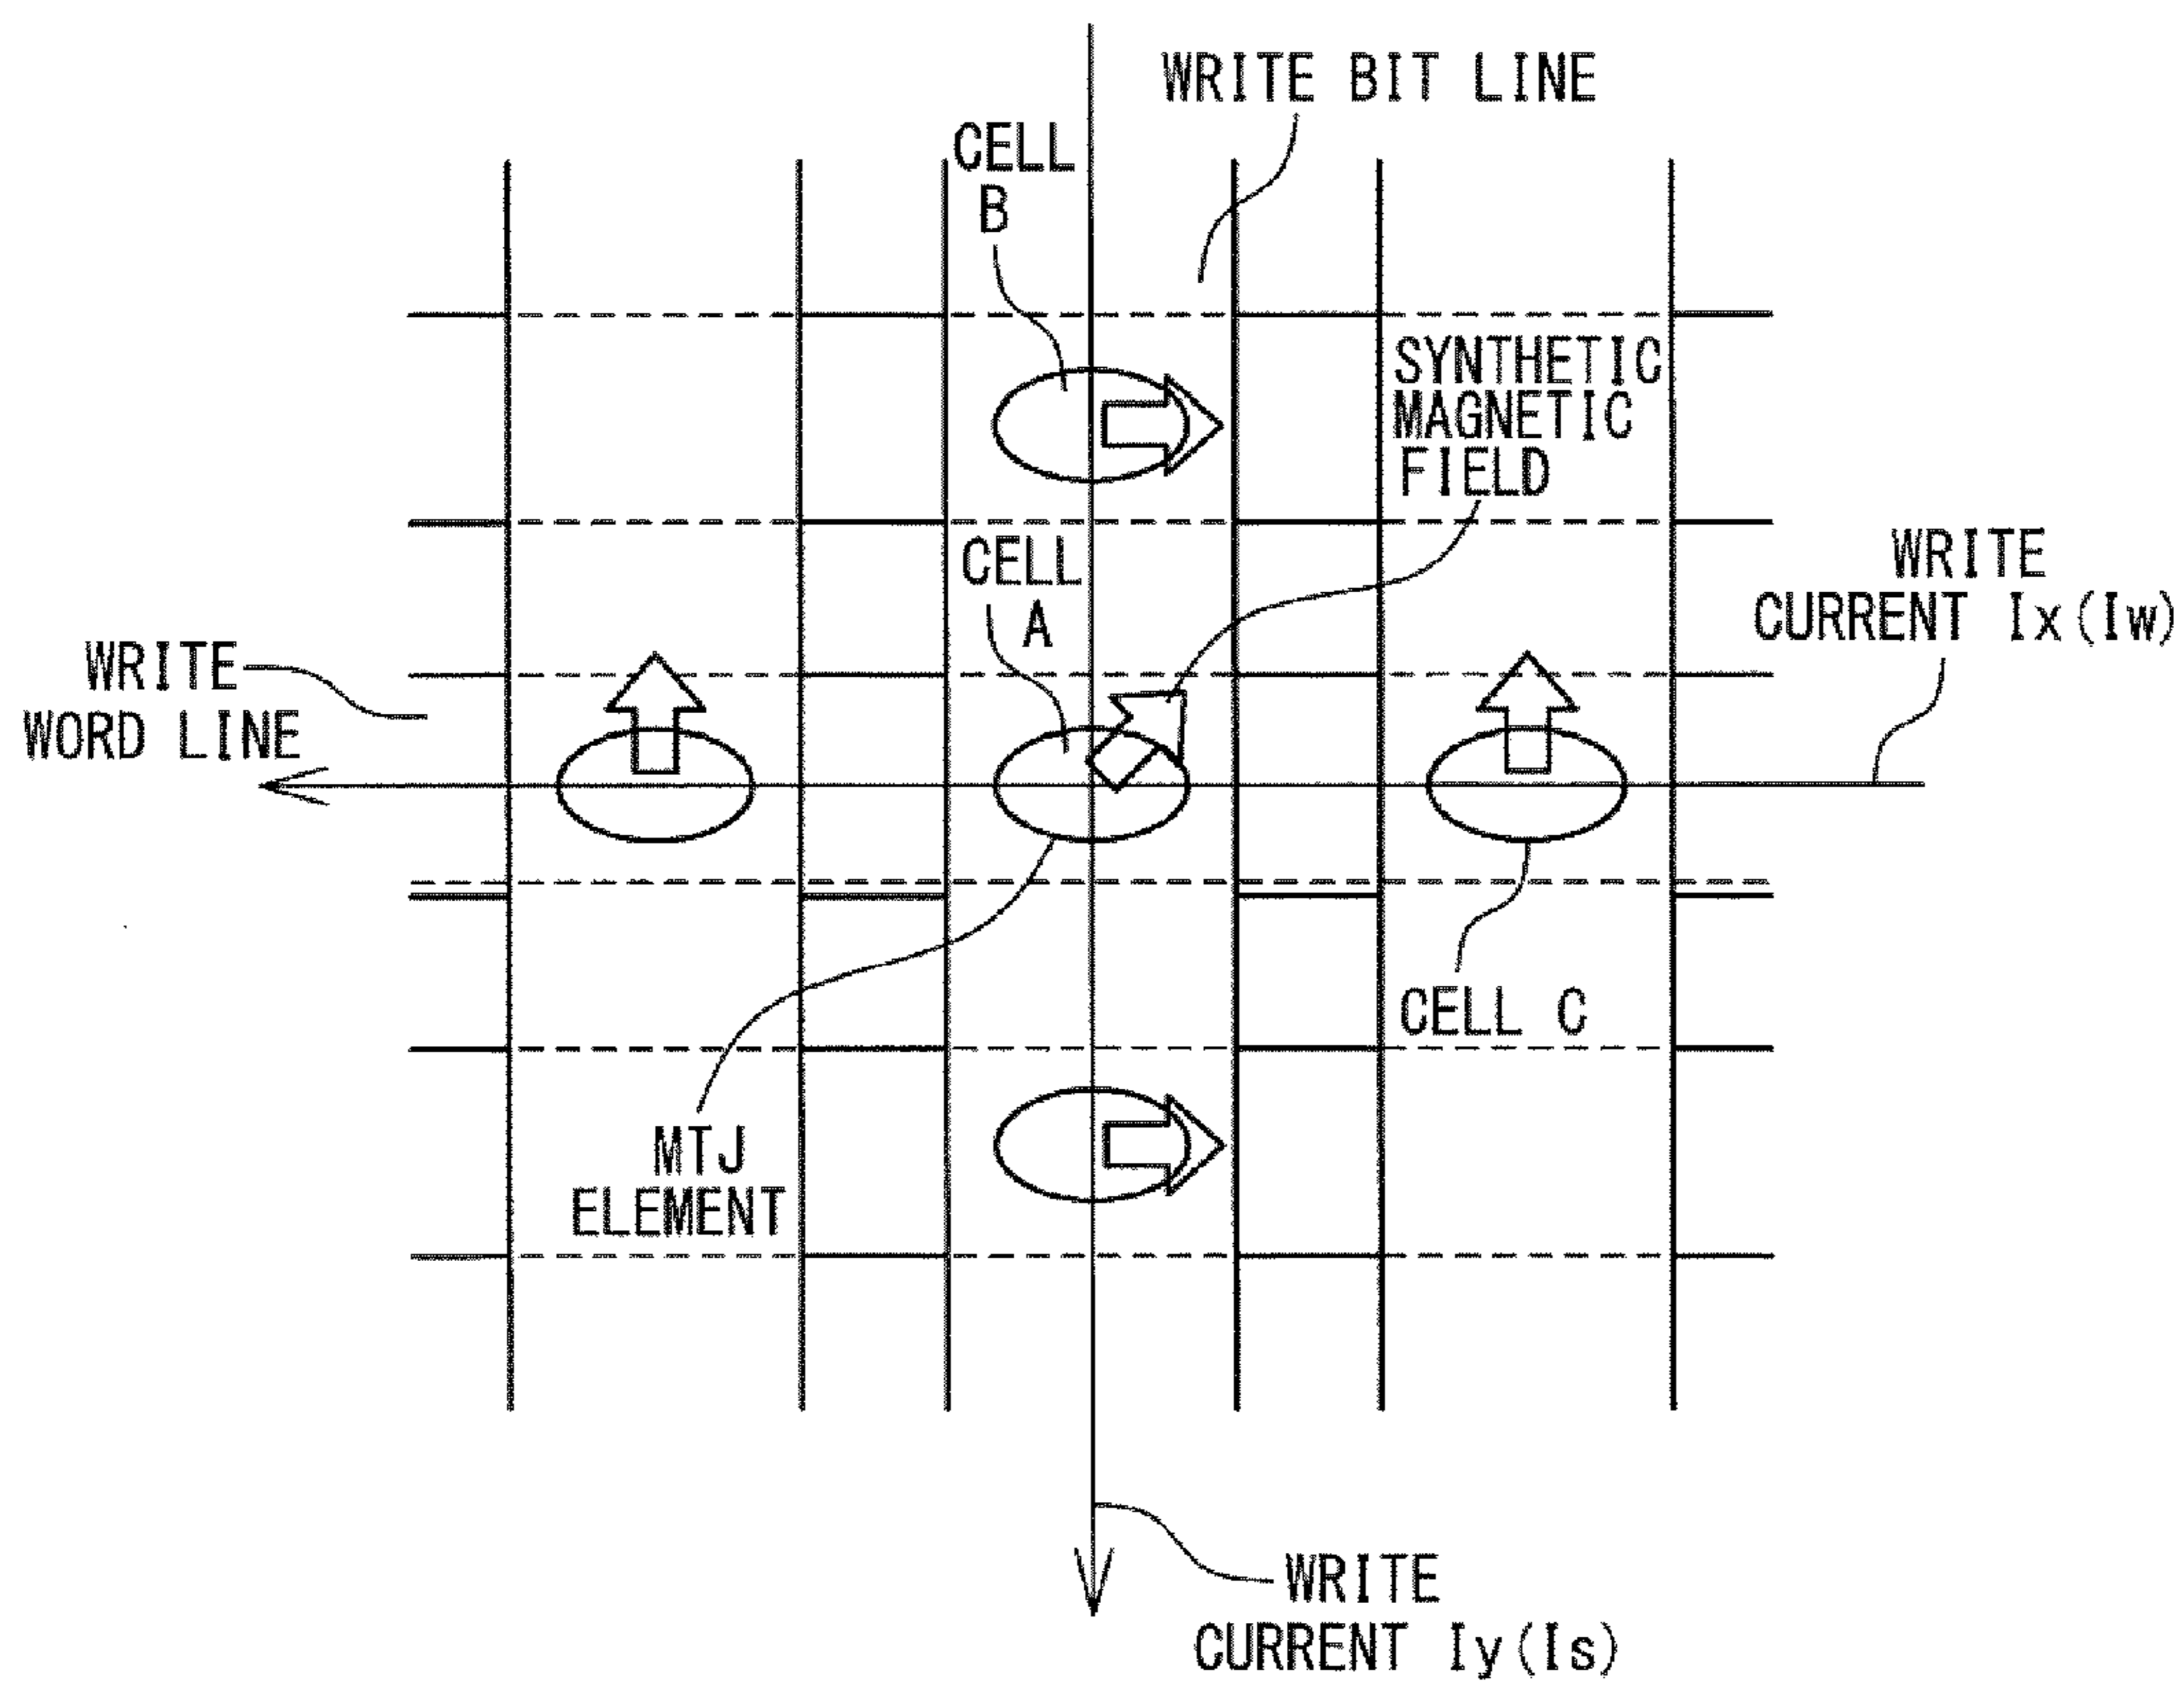 WRITE BIT LINE
CELL
B
SYNTHETIC
MAGNETIC
FIELD
CELL
A
WRITE
CURRENT Ix(Iw)
WRITE
WORD LINE
CELL C
MTJ
ELEMENT
WRITE
CURRENT Iy(Is)